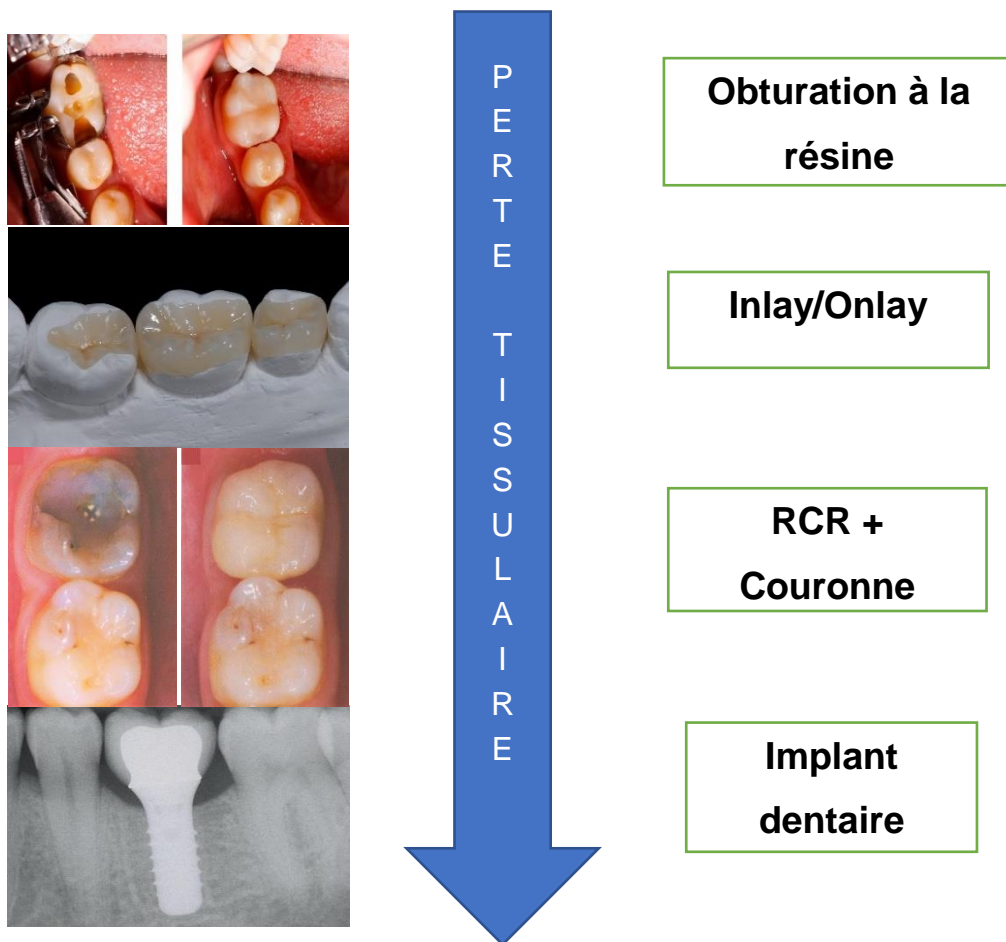 PERTE TISSULAIRE
Obturation à la
résine
Inlay/Onlay
RCR +
Couronne
Implant
dentaire